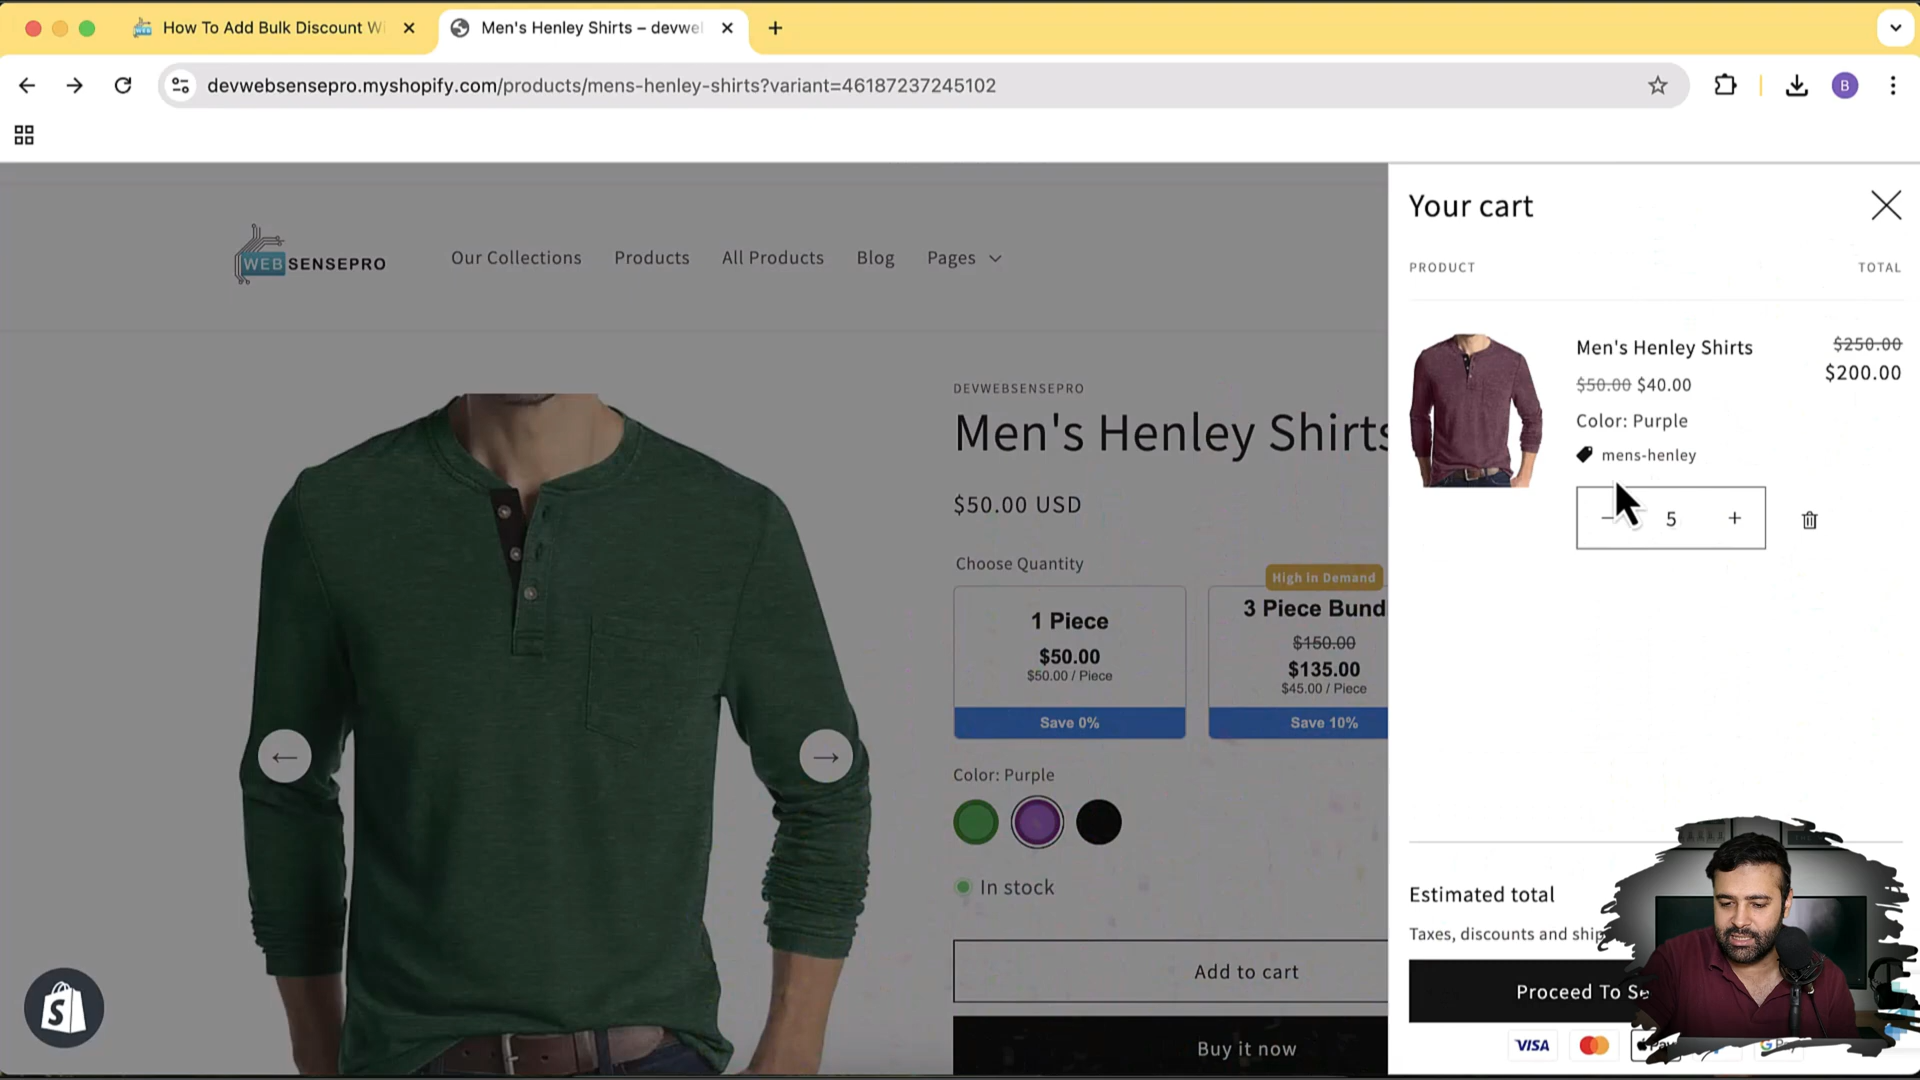 How To Add Bulk Discount Wi
Men's Henley Shirts – devwel
devwebsensepro.myshopify.com/products/mens-henley-shirts?variant=46187237245102
B
WEBSENSEPRO
Our Collections
Products
All Products
Blog
Pages
DEVWEBSENSEPRO
Men's Henley Shirts
$50.00 USD
Choose Quantity
1 Piece
$50.00
$50.00 / Piece
Save 0%
High In Demand
3 Piece Bund
$150.00
$135.00
$45.00 / Piece
Save 10%
Color: Purple
In stock
Add to cart
Buy it now
Your cart
PRODUCT
TOTAL
Men's Henley Shirts
$250.00
$50.00 $40.00
$200.00
Color: Purple
mens-henley
− 5 +
Estimated total
Taxes, discounts and ship
Proceed To Se
VISA